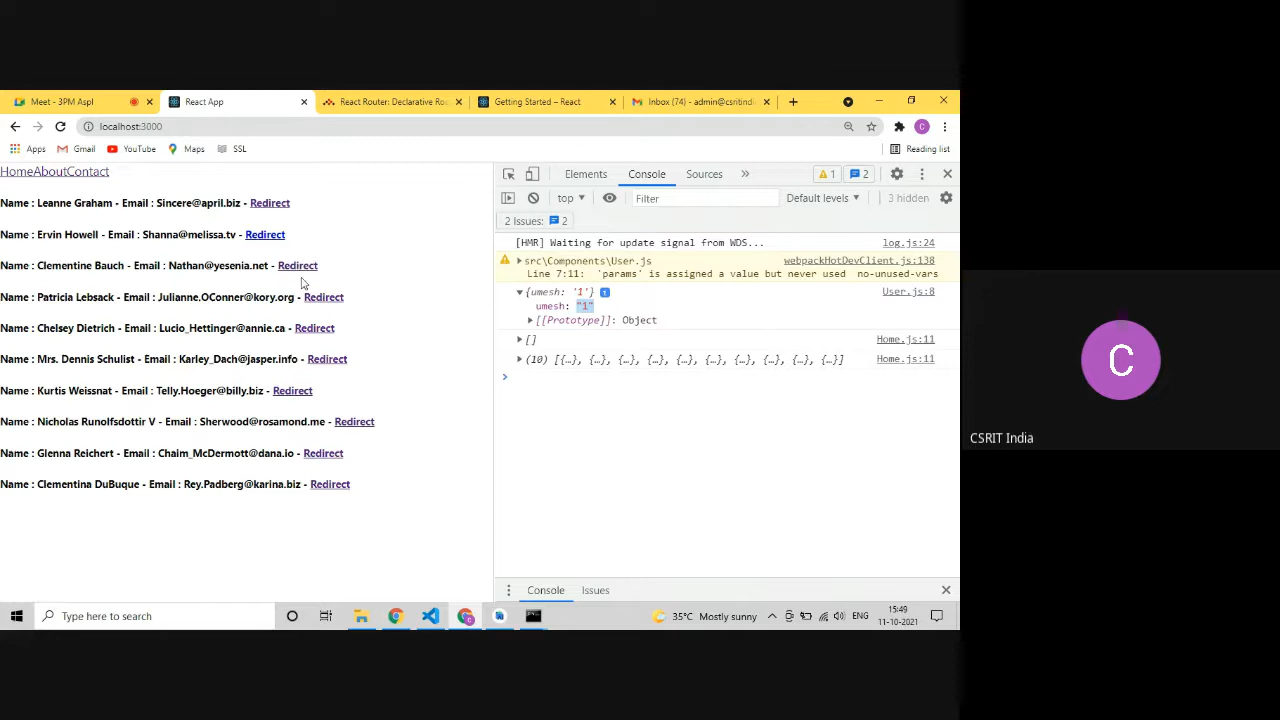 Meet - 3PM Aspl
React App
React Router: Declarative Ro
Getting Started – React
Inbox (74) - admin@csritind
localhost:3000
Apps Gmail YouTube Maps SSL Reading list
HomeAboutContact
Name : Leanne Graham - Email : Sincere@april.biz - Redirect
Name : Ervin Howell - Email : Shanna@melissa.tv - Redirect
Name : Clementine Bauch - Email : Nathan@yesenia.net - Redirect
Name : Patricia Lebsack - Email : Julianne.OConner@kory.org - Redirect
Name : Chelsey Dietrich - Email : Lucio_Hettinger@annie.ca - Redirect
Name : Mrs. Dennis Schulist - Email : Karley_Dach@jasper.info - Redirect
Name : Kurtis Weissnat - Email : Telly.Hoeger@billy.biz - Redirect
Name : Nicholas Runolfsdottir V - Email : Sherwood@rosamond.me - Redirect
Name : Glenna Reichert - Email : Chaim_McDermott@dana.io - Redirect
Name : Clementina DuBuque - Email : Rey.Padberg@karina.biz - Redirect
Elements Console Sources » 1 2
top Filter Default levels 3 hidden
2 Issues: 2
[HMR] Waiting for update signal from WDS... log.js:24
src\Components\User.js webpackHotDevClient.js:138
Line 7:11: 'params' is assigned a value but never used no-unused-vars
{umesh: '1'} i User.js:8
umesh: "1"
[[Prototype]]: Object
[] Home.js:11
(10) [{…}, {…}, {…}, {…}, {…}, {…}, {…}, {…}, {…}, {…}] Home.js:11
Console Issues
Type here to search
35°C Mostly sunny
ENG
15:49
11-10-2021
C
CSRIT India